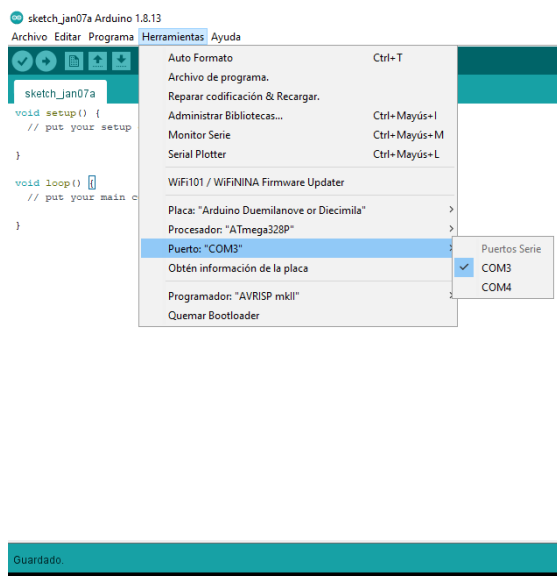 sketch_jan07a Arduino 1.8.13
Archivo Editar Programa Herramientas Ayuda
sketch_jan07a
void setup() {
// put your setup
}
void loop() {
// put your main c
}
Auto Formato Ctrl+T
Archivo de programa.
Reparar codificación & Recargar.
Administrar Bibliotecas... Ctrl+Mayús+I
Monitor Serie Ctrl+Mayús+M
Serial Plotter Ctrl+Mayús+L
WiFi101 / WiFiNINA Firmware Updater
Placa: "Arduino Duemilanove or Diecimila"
Procesador: "ATmega328P"
Puerto: "COM3"
Obtén información de la placa
Programador: "AVRISP mkII"
Quemar Bootloader
Puertos Serie
COM3
COM4
Guardado.